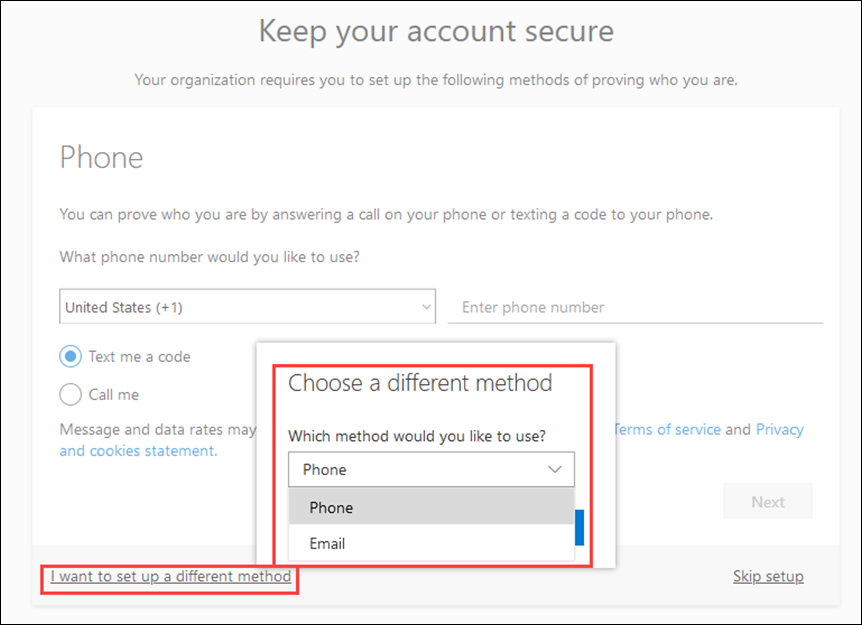 Keep your account secure
Your organization requires you to set up the following methods of proving who you are.
Phone
You can prove who you are by answering a call on your phone or texting a code to your phone.
What phone number would you like to use?
United States (+1) Enter phone number
Text me a code
Call me
Message and data rates may Terms of service and Privacy
and cookies statement.
Choose a different method
Which method would you like to use?
Phone
Phone
Email
Next
I want to set up a different method Skip setup